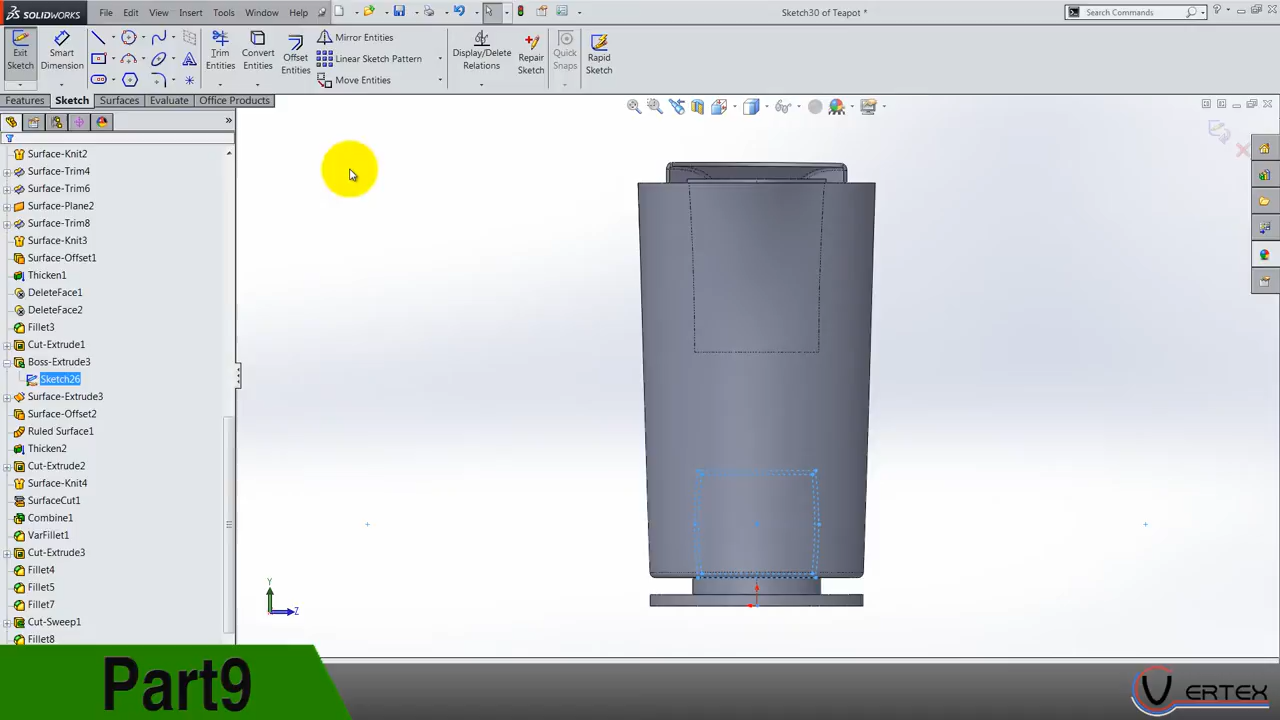 SOLIDWORKS
File
Edit
View
Insert
Tools
Window
Help
Sketch30 of Teapot *
Search Commands
Exit Sketch
Smart Dimension
Trim Entities
Convert Entities
Offset Entities
Mirror Entities
Linear Sketch Pattern
Move Entities
Display/Delete Relations
Repair Sketch
Quick Snaps
Rapid Sketch
Features
Sketch
Surfaces
Evaluate
Office Products
Surface-Knit2
Surface-Trim4
Surface-Trim6
Surface-Plane2
Surface-Trim8
Surface-Knit3
Surface-Offset1
Thicken1
DeleteFace1
DeleteFace2
Fillet3
Cut-Extrude1
Boss-Extrude3
Sketch26
Surface-Extrude3
Surface-Offset2
Ruled Surface1
Thicken2
Cut-Extrude2
Surface-Knit4
SurfaceCut1
Combine1
VarFillet1
Cut-Extrude3
Fillet4
Fillet5
Fillet7
Cut-Sweep1
Fillet8
Y
Z
Part9
VERTEX